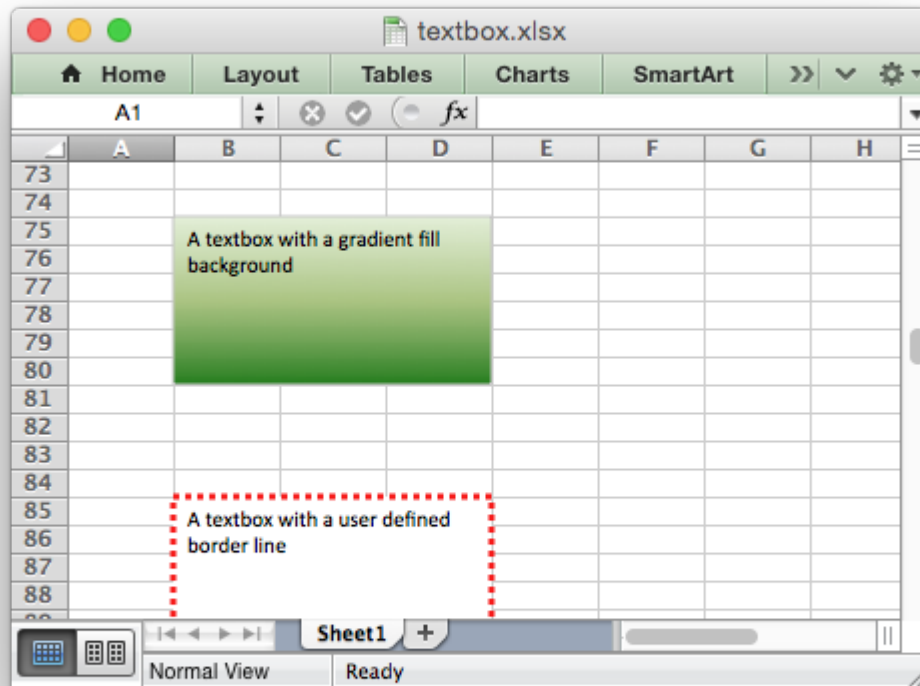 textbox.xlsx
Home Layout Tables Charts SmartArt
A1 fx
A B C D E F G H
73
74
75
76
77
78
79
80
81
82
83
84
85
86
87
88
89
A textbox with a gradient fill
background
A textbox with a user defined
border line
Sheet1 +
Normal View Ready